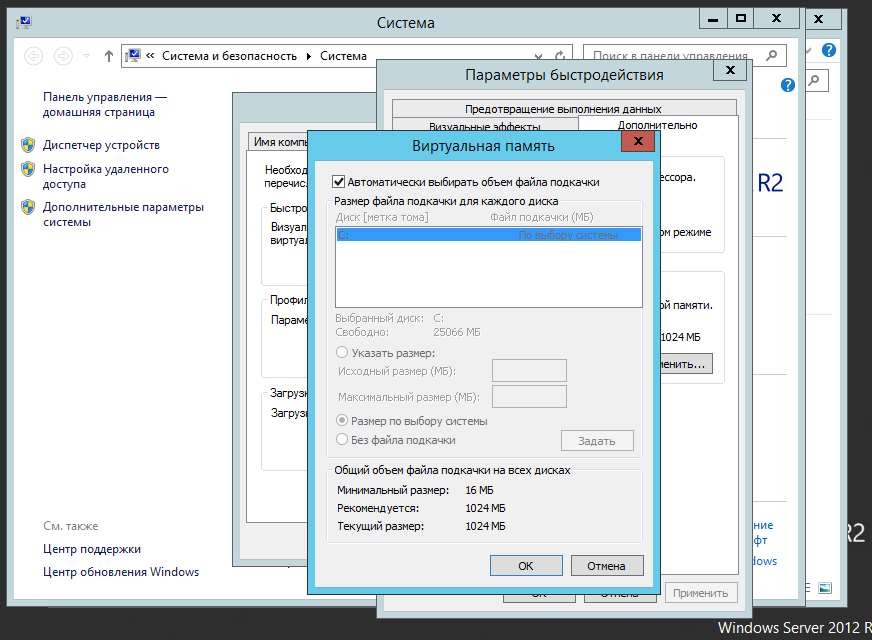 Система
Система и безопасность
Система
Поиск в панели управления
Панель управления —
домашняя страница
Диспетчер устройств
Настройка удаленного
доступа
Дополнительные параметры
системы
См. также
Центр поддержки
Центр обновления Windows
Имя комп
Необход
перечис
Быстро
Визуал
виртуа
Профил
Параме
Загруз
Загруз
Параметры быстродействия
Предотвращение выполнения данных
Визуальные эффекты
Дополнительно
ссора.
ом режиме
ой памяти.
1024 МБ
менить...
ОК
Отмена
Применить
Виртуальная память
Автоматически выбирать объем файла подкачки
Размер файла подкачки для каждого диска
Диск [метка тома]
Файл подкачки (МБ)
C:
По выбору системы
Выбранный диск: C:
Свободно: 25066 МБ
Указать размер:
Исходный размер (МБ):
Максимальный размер (МБ):
Размер по выбору системы
Без файла подкачки
Задать
Общий объем файла подкачки на всех дисках
Минимальный размер: 16 МБ
Рекомендуется: 1024 МБ
Текущий размер: 1024 МБ
ОК
Отмена
R2
ние
фт
dows
R2
Windows Server 2012 R